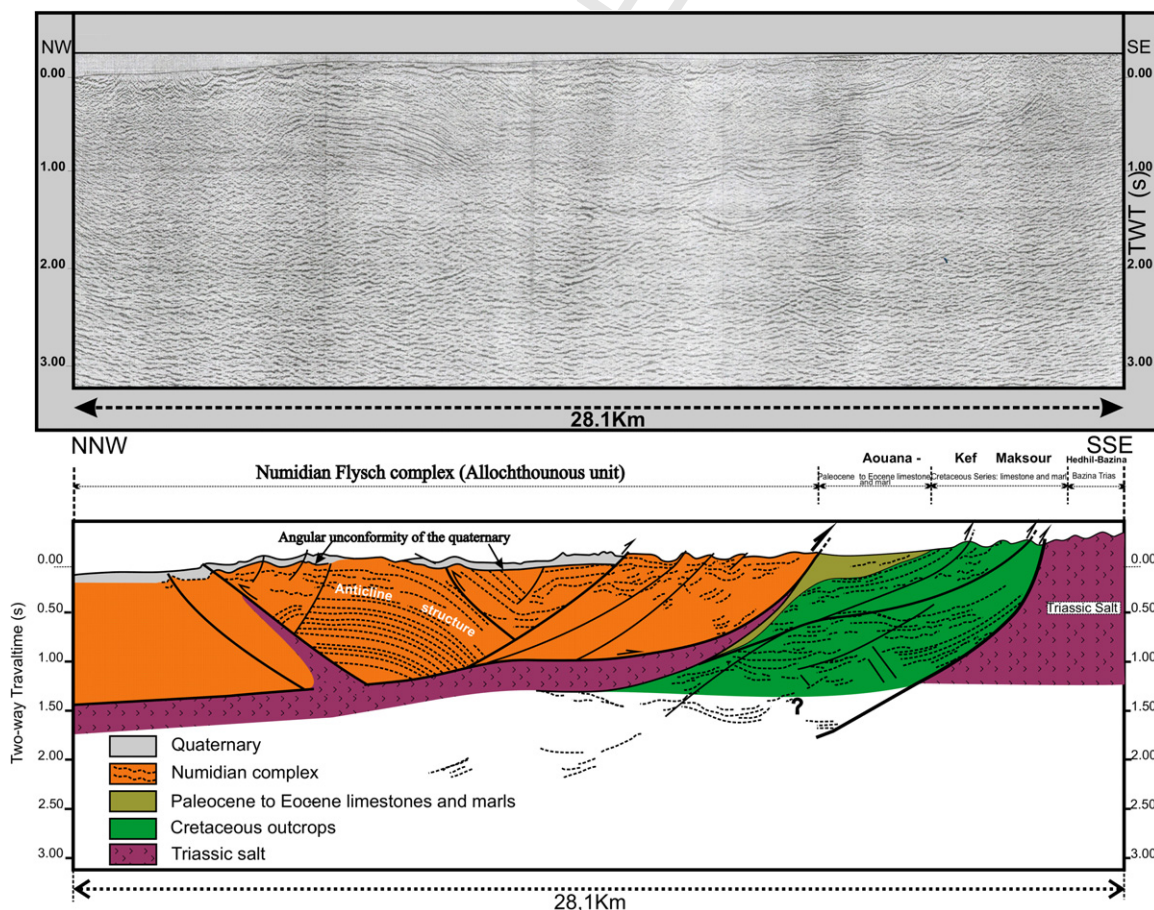 NW
SE
0.00
0.00
1.00
1.00
TWT (s)
2.00
2.00
3.00
3.00
28.1Km
NNW
SSE
Numidian Flysch complex (Allochthounous unit)
Aouana - Kef Maksour
Hedhil-Bazina
Paleocene to Eocene limestone
and marl
Cretaceous Series: limestone and marl
Bazina Trias
Angular unconformity of the quaternary
Anticline structure
Triassic Salt
?
Two-way Traveltime (s)
0.00
0.50
1.00
1.50
2.00
2.50
3.00
0.00
0.50
1.00
1.50
2.00
2.50
3.00
Quaternary
Numidian complex
Paleocene to Eooene limestones and marls
Cretaceous outcrops
Triassic salt
28,1Km